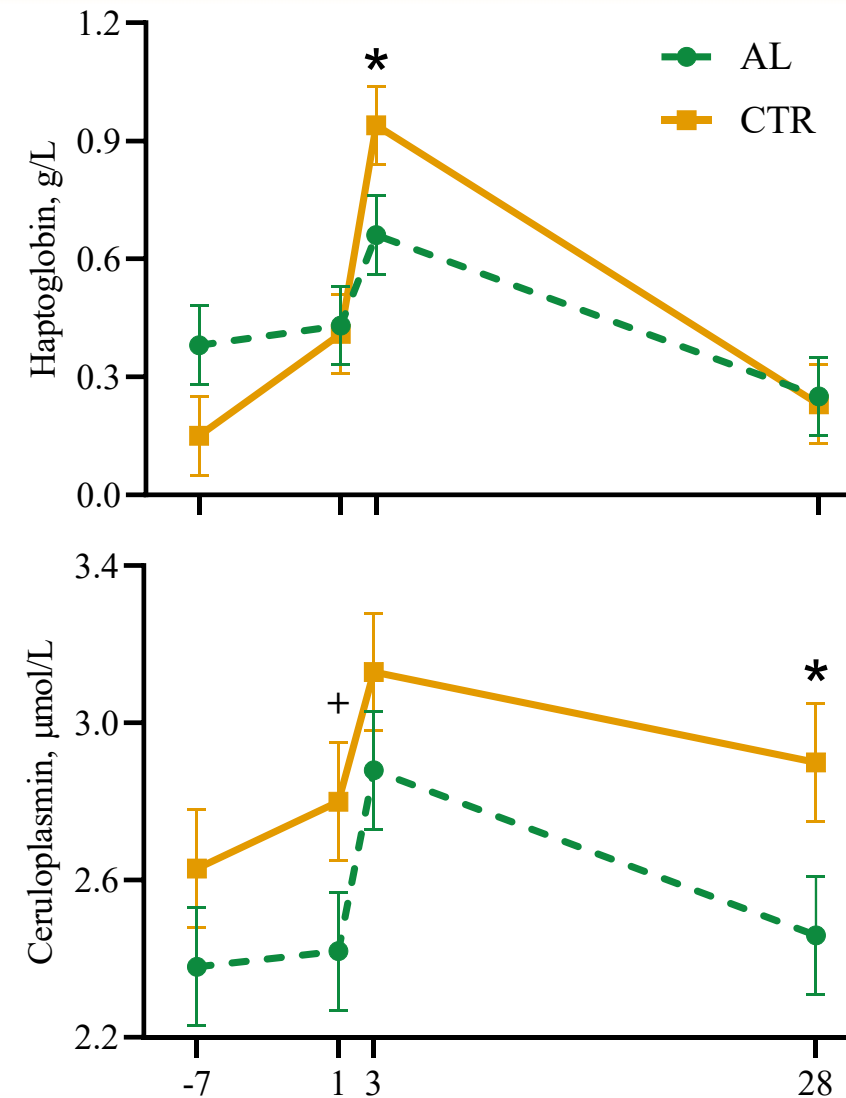 1.2
*
AL
CTR
0.9
0.6
0.3
0.0
Haptoglobin, g/L
3.4
*
+
3.0
2.6
2.2
Ceruloplasmin, µmol/L
-7 1 3 28